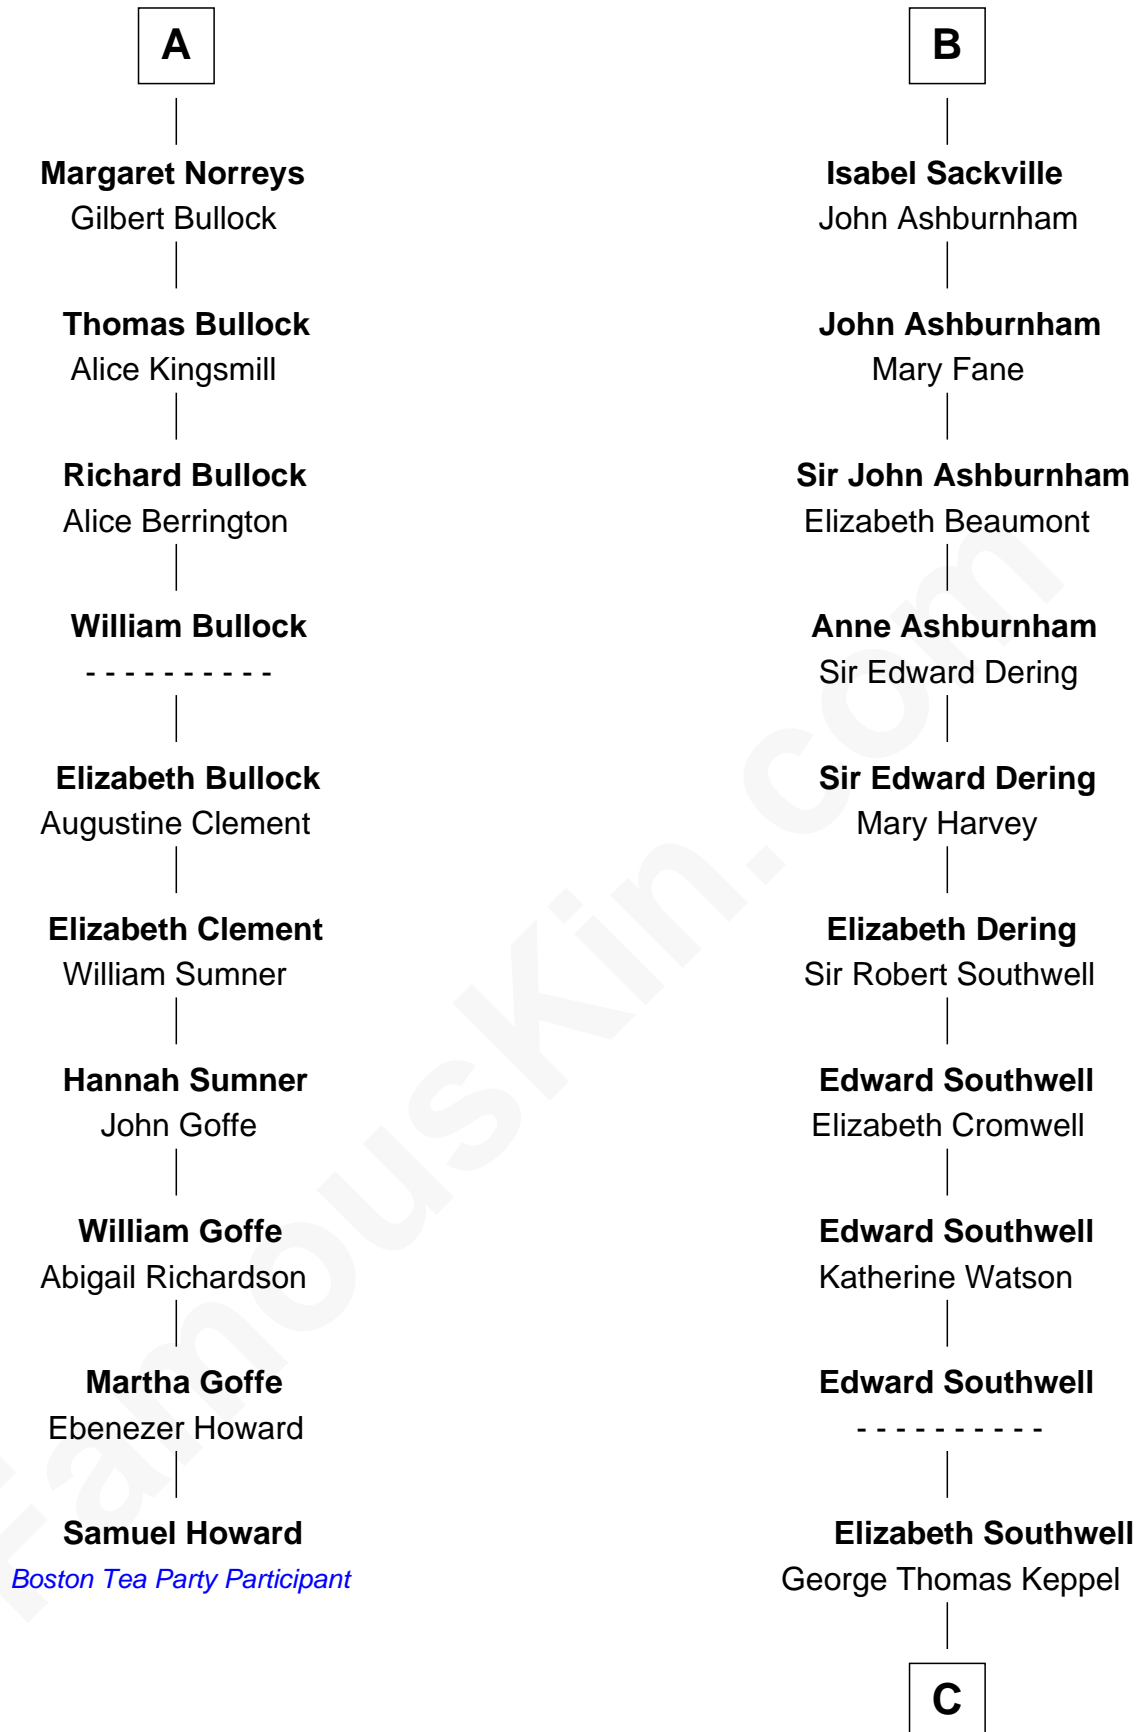 A
Margaret Norreys
Gilbert Bullock
Thomas Bullock
Alice Kingsmill
Richard Bullock
Alice Berrington
William Bullock
- - - - - - - - - -
Elizabeth Bullock
Augustine Clement
Elizabeth Clement
William Sumner
Hannah Sumner
John Goffe
William Goffe
Abigail Richardson
Martha Goffe
Ebenezer Howard
Samuel Howard
Boston Tea Party Participant
B
Isabel Sackville
John Ashburnham
John Ashburnham
Mary Fane
Sir John Ashburnham
Elizabeth Beaumont
Anne Ashburnham
Sir Edward Dering
Sir Edward Dering
Mary Harvey
Elizabeth Dering
Sir Robert Southwell
Edward Southwell
Elizabeth Cromwell
Edward Southwell
Katherine Watson
Edward Southwell
- - - - - - - - - -
Elizabeth Southwell
George Thomas Keppel
C
FamousKin.com